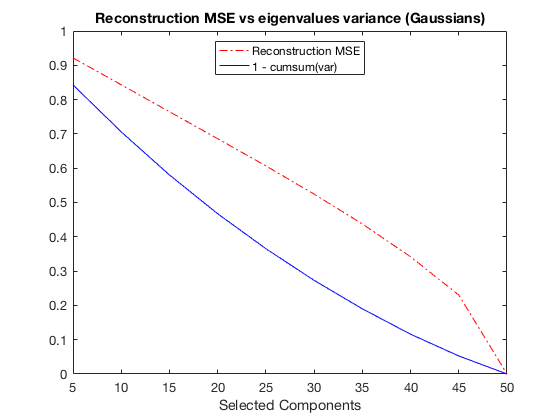 Reconstruction MSE vs eigenvalues variance (Gaussians)
1
0.9
0.8
0.7
0.6
0.5
0.4
0.3
0.2
0.1
0
Reconstruction MSE
1 - cumsum(var)
5 10 15 20 25 30 35 40 45 50
Selected Components